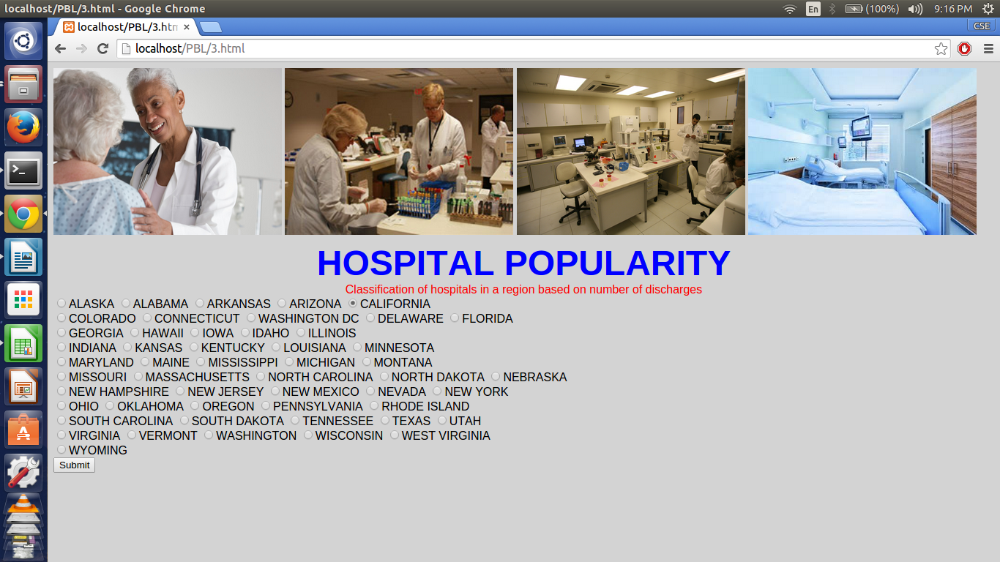 localhost/PBL/3.html - Google Chrome
En
(100%)
9:16 PM
localhost/PBL/3.htm
CSE
localhost/PBL/3.html
HOSPITAL POPULARITY
Classification of hospitals in a region based on number of discharges
ALASKA ALABAMA ARKANSAS ARIZONA CALIFORNIA
COLORADO CONNECTICUT WASHINGTON DC DELAWARE FLORIDA
GEORGIA HAWAII IOWA IDAHO ILLINOIS
INDIANA KANSAS KENTUCKY LOUISIANA MINNESOTA
MARYLAND MAINE MISSISSIPPI MICHIGAN MONTANA
MISSOURI MASSACHUSETTS NORTH CAROLINA NORTH DAKOTA NEBRASKA
NEW HAMPSHIRE NEW JERSEY NEW MEXICO NEVADA NEW YORK
OHIO OKLAHOMA OREGON PENNSYLVANIA RHODE ISLAND
SOUTH CAROLINA SOUTH DAKOTA TENNESSEE TEXAS UTAH
VIRGINIA VERMONT WASHINGTON WISCONSIN WEST VIRGINIA
WYOMING
Submit